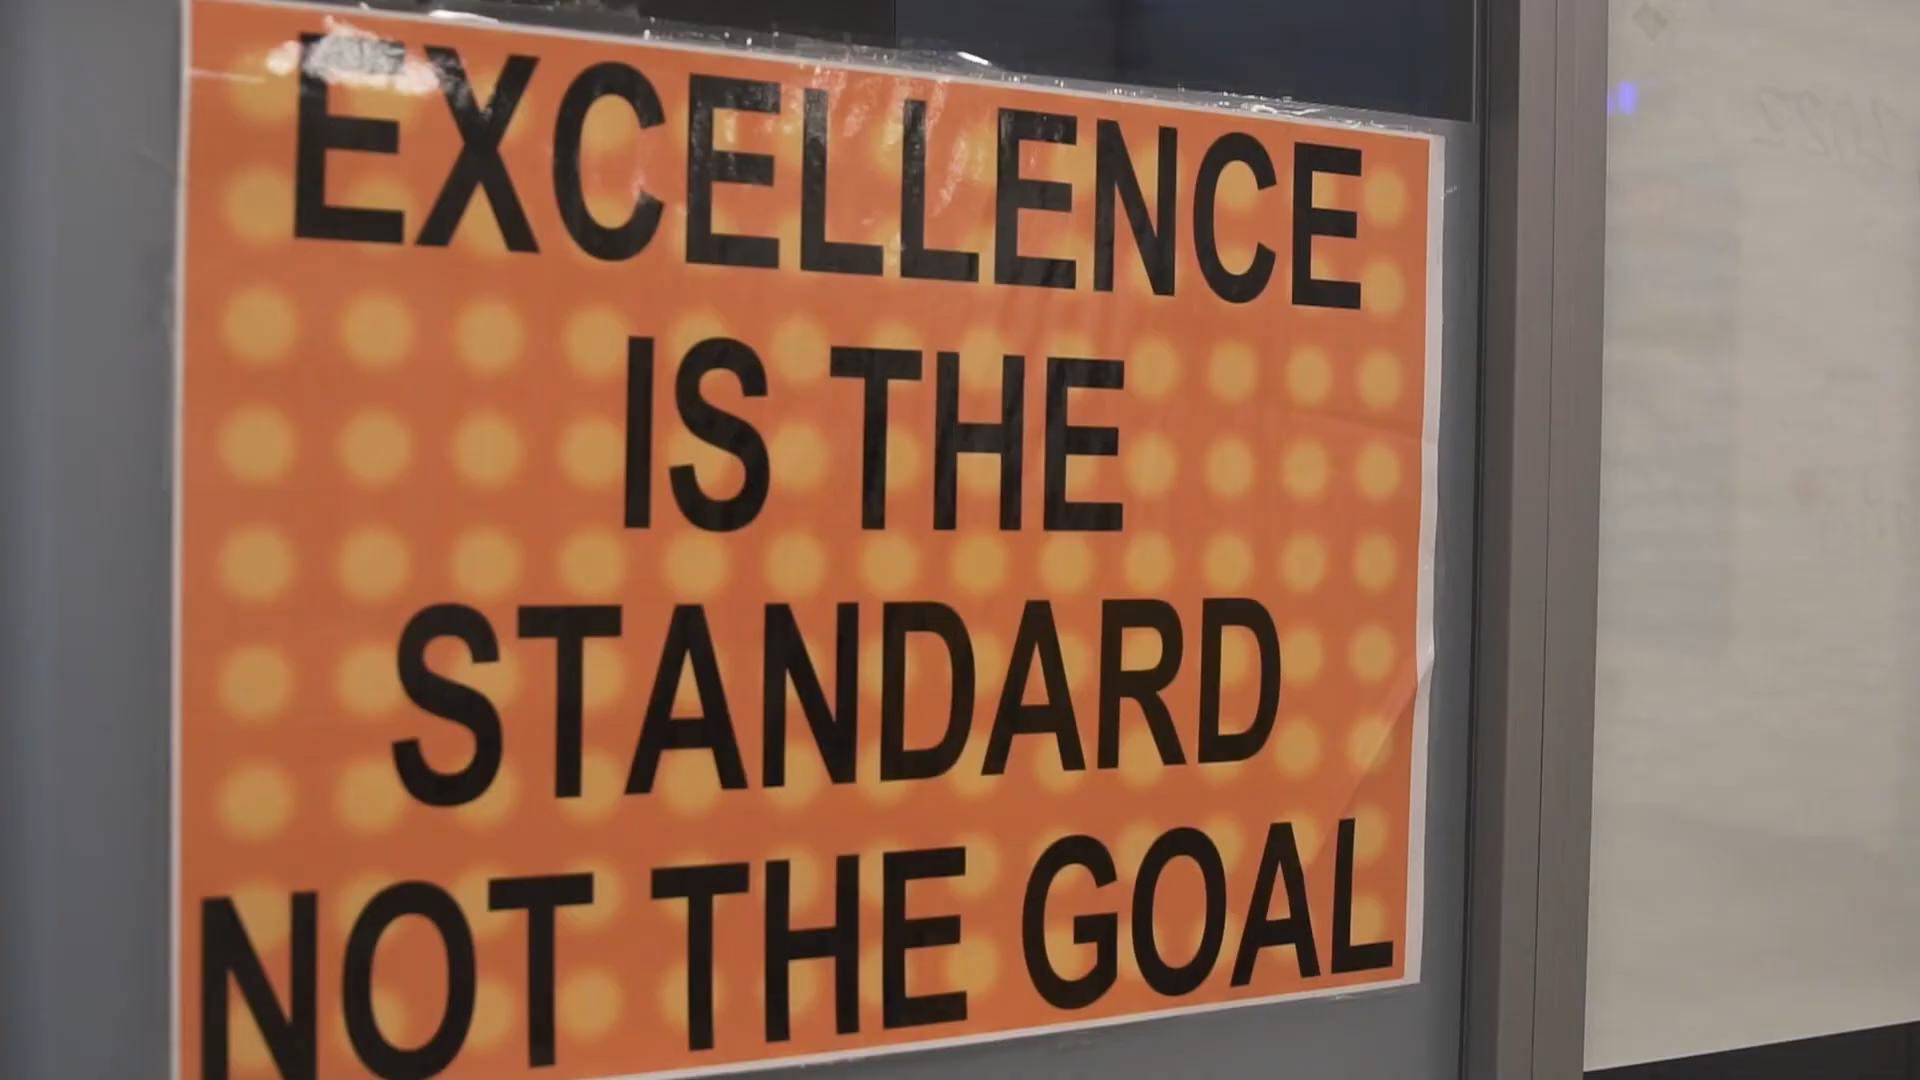 EXCELLENCE
IS THE
STANDARD
NOT THE GOAL